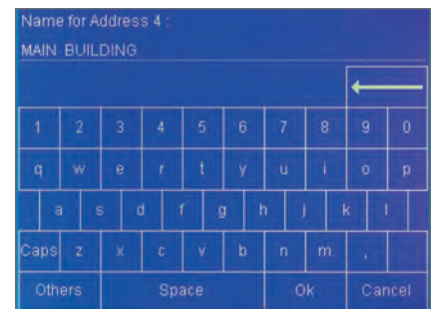 Name for Address 4 :
MAIN BUILDING
1 2 3 4 5 6 7 8 9 0
q w e r t y u i o p
a s d f g h j k l
Caps z x c v b n m , .
Others Space Ok Cancel